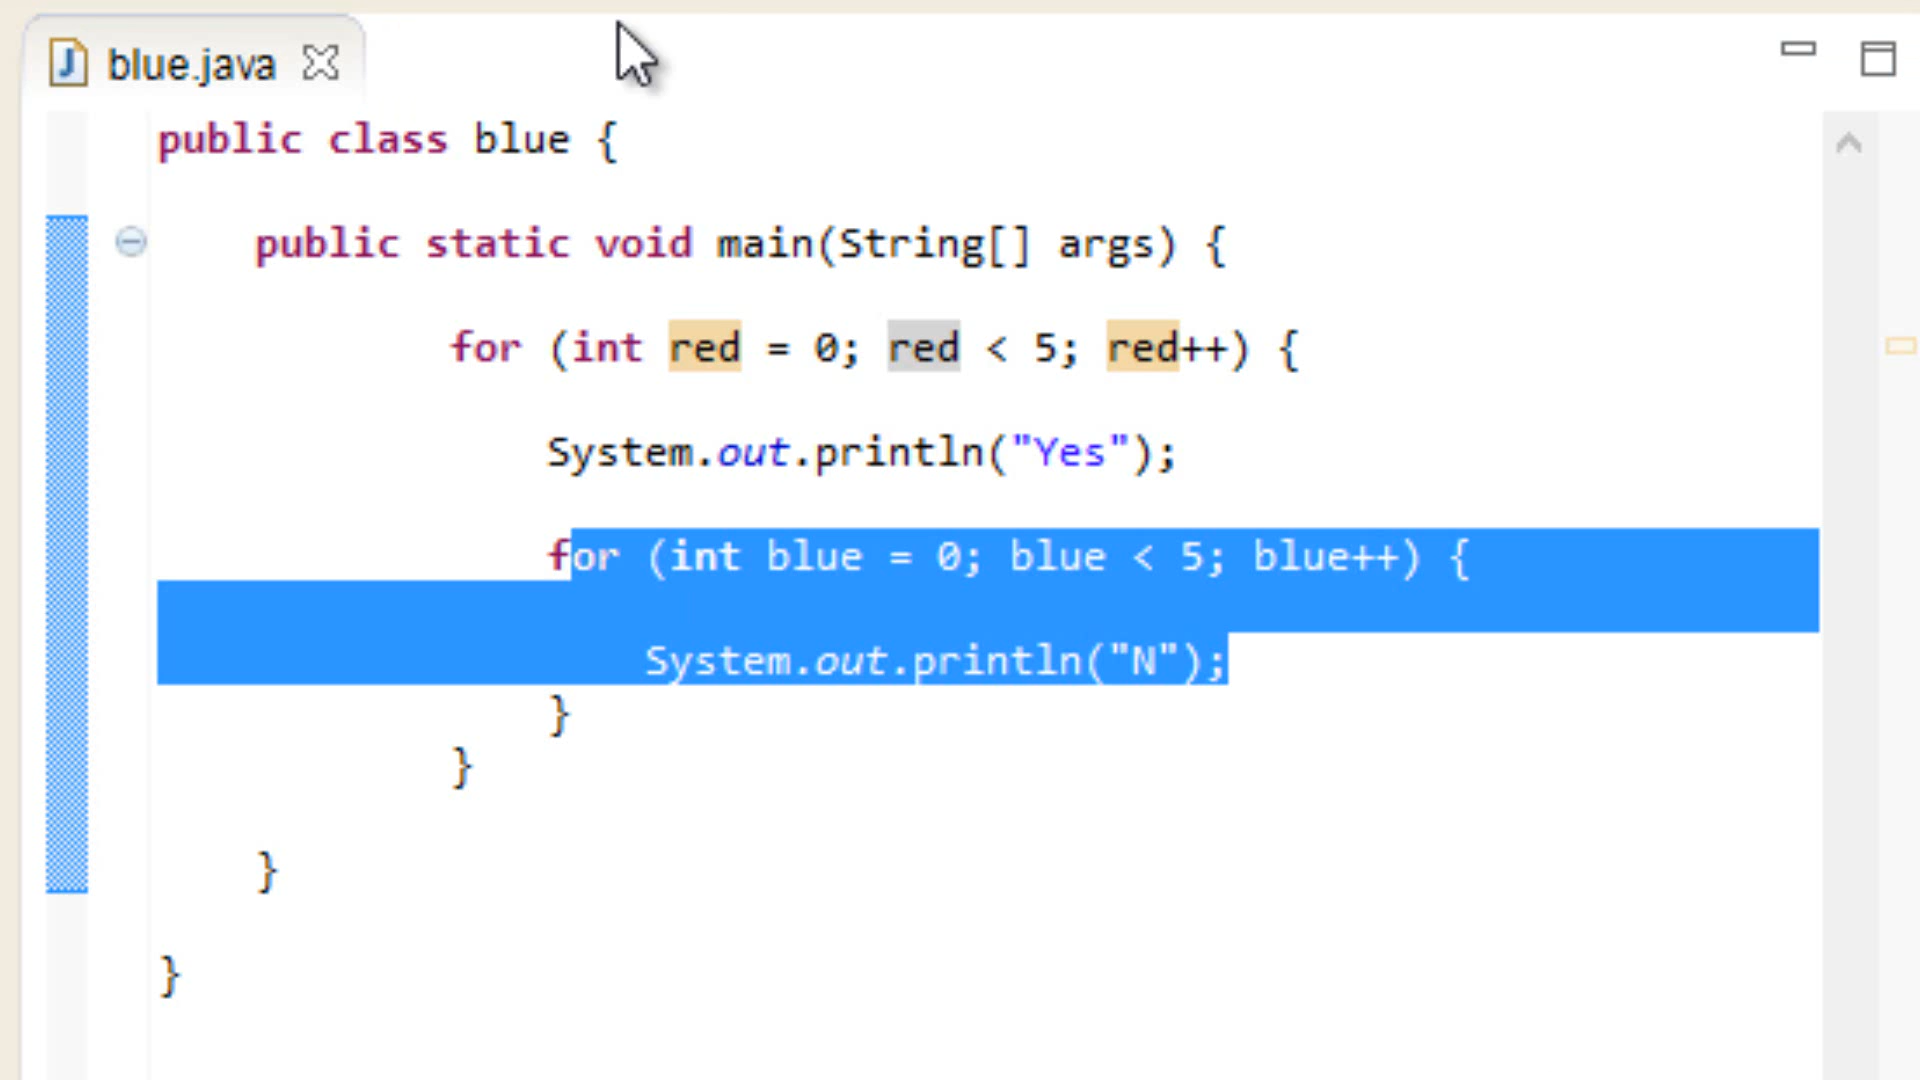 blue.java
public class blue {
public static void main(String[] args) {
for (int red = 0; red < 5; red++) {
System.out.println("Yes");
for (int blue = 0; blue < 5; blue++) {
System.out.println("N");
}
}
}
}